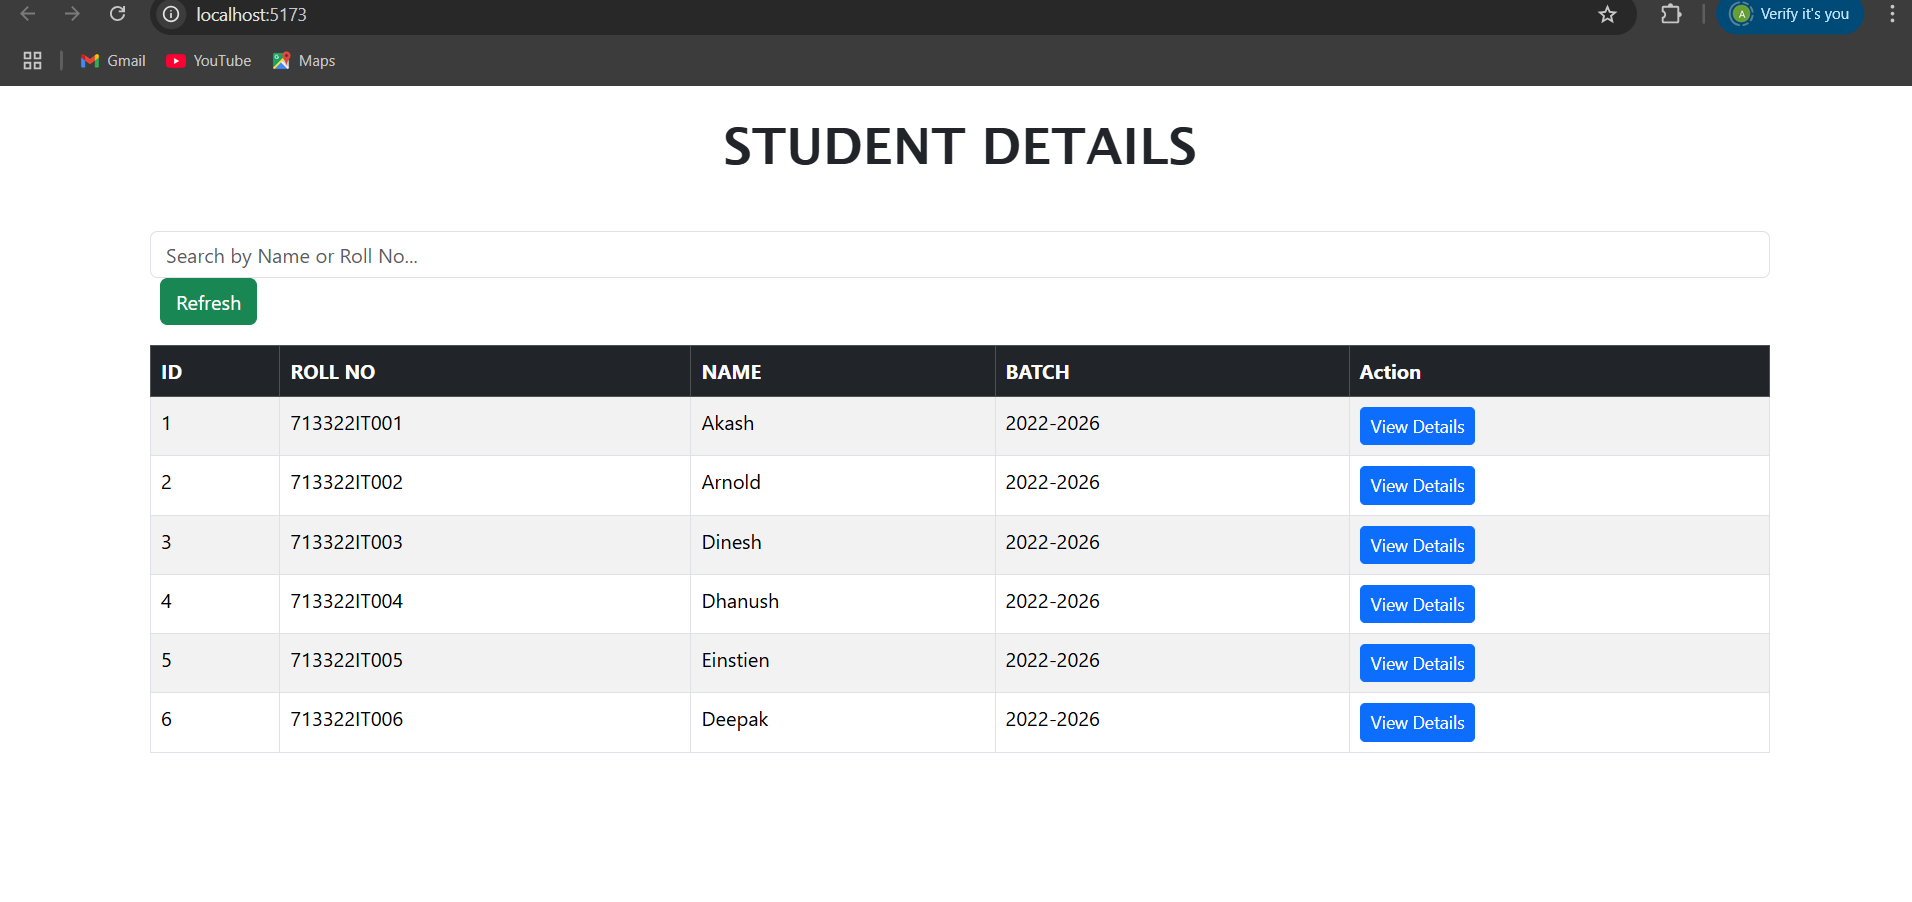 localhost:5173
A Verify it's you
Gmail YouTube Maps
STUDENT DETAILS
Search by Name or Roll No...
Refresh
ID ROLL NO NAME BATCH Action
1 713322IT001 Akash 2022-2026 View Details
2 713322IT002 Arnold 2022-2026 View Details
3 713322IT003 Dinesh 2022-2026 View Details
4 713322IT004 Dhanush 2022-2026 View Details
5 713322IT005 Einstien 2022-2026 View Details
6 713322IT006 Deepak 2022-2026 View Details